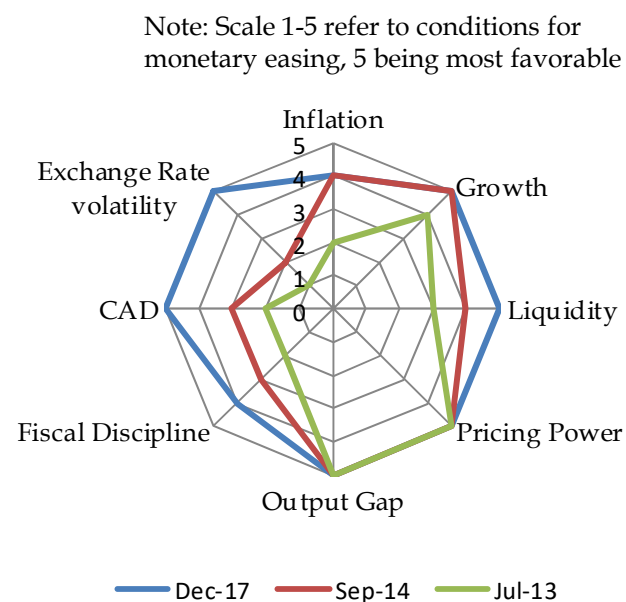 Note: Scale 1-5 refer to conditions for
monetary easing, 5 being most favorable
Inflation
5
4
3
2
1
0
Exchange Rate
volatility
Growth
CAD
Liquidity
Fiscal Discipline
Pricing Power
Output Gap
Dec-17 Sep-14 Jul-13